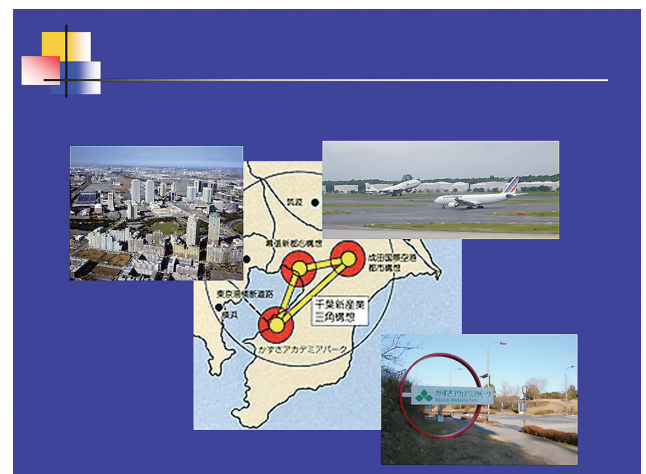 筑波
幕張新都心構想
成田国際空港
都市構想
東京湾横断道路
横浜
千葉新産業
三角構想
かずさアカデミアパーク
かずさアカデミアパーク